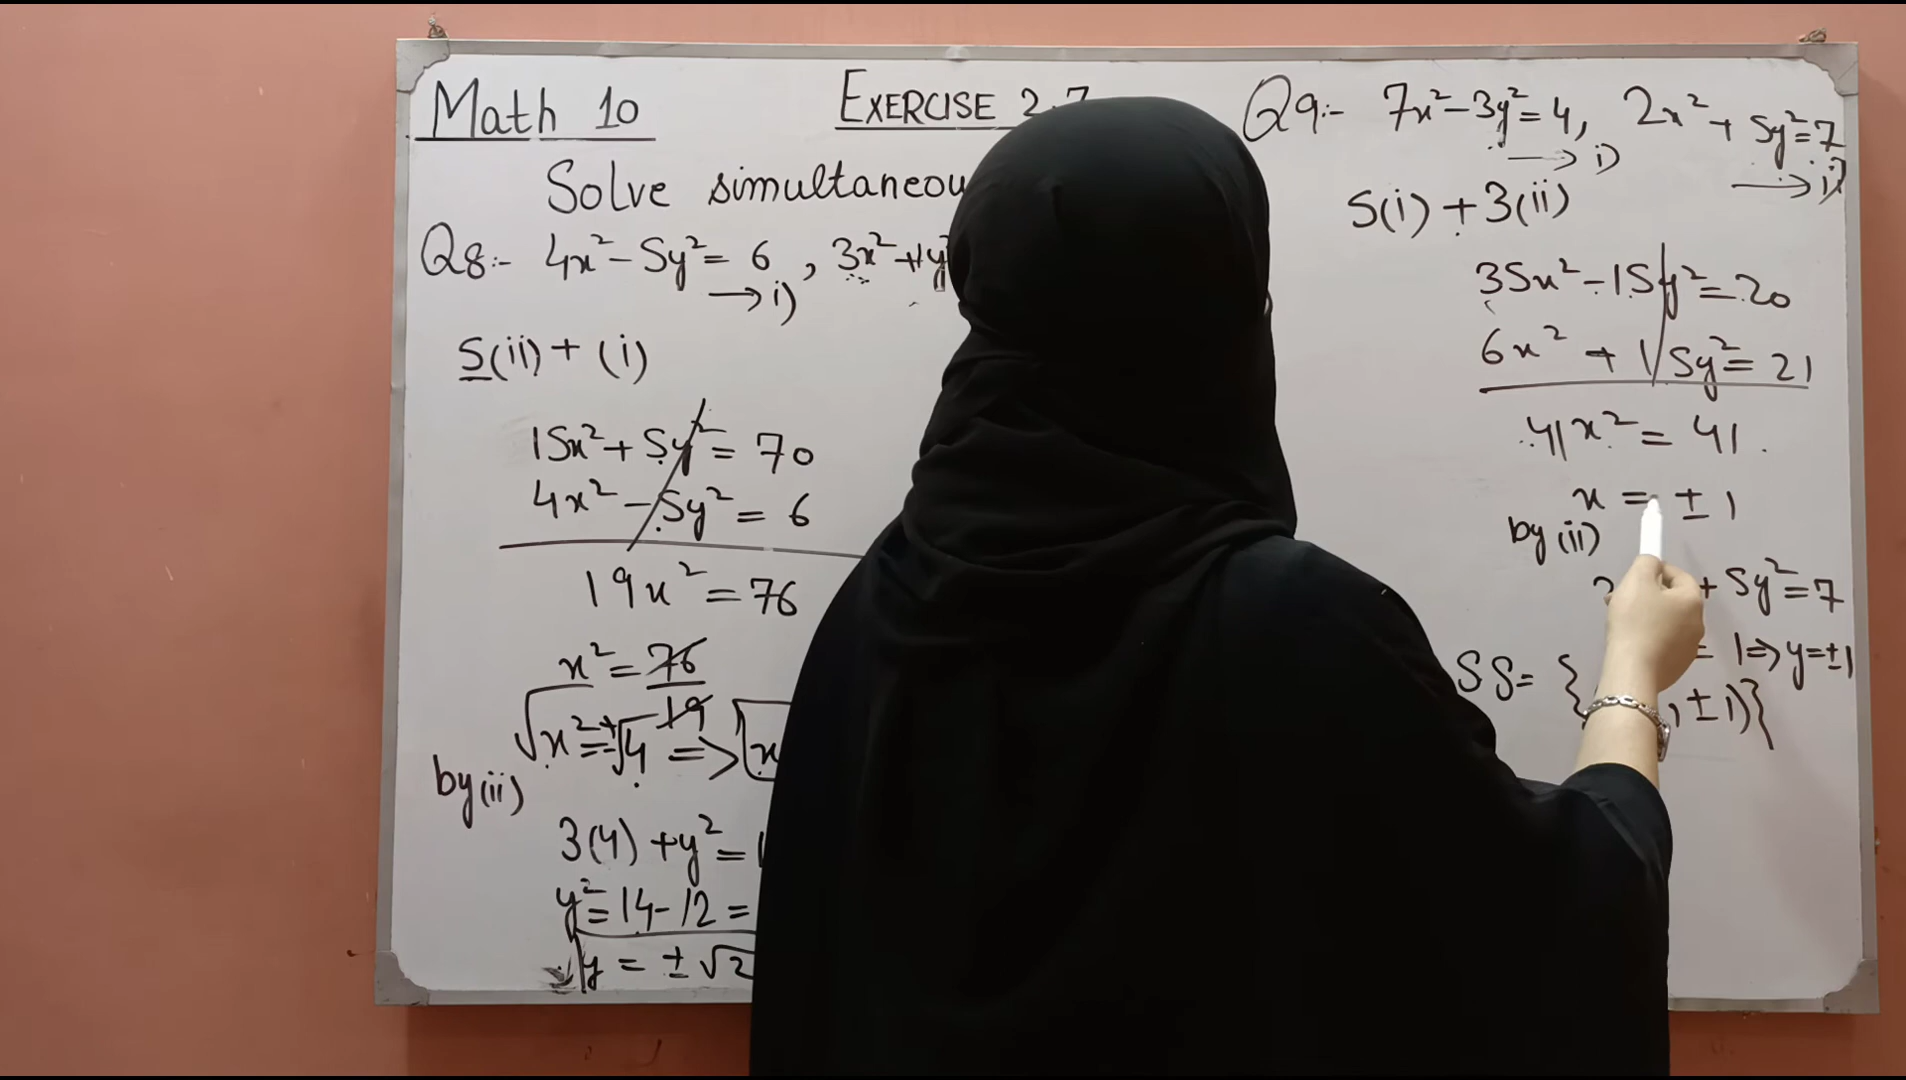 Math 10
EXERCISE 2.7
Solve simultaneou
Q8:- 4x² - 5y² = 6 , 3x² + y²
→ i)
5(ii) + (i)
15x² + 5y² = 70
4x² - 5y² = 6
19x² = 76
x² = 76/19
√x² = ±√4 => x
by (ii)
3(4) + y² = 1
y² = 14 - 12 =
y = ±√2
Q9:- 7x² - 3y² = 4, 2x² + 5y² = 7
→ i)
→ ii)
5(i) + 3(ii)
35x² - 15y² = 20
6x² + 15y² = 21
41x² = 41
x = ± 1
by (ii)
2 + 5y² = 7
= 1 => y = ±1
SS = { , ±1)}